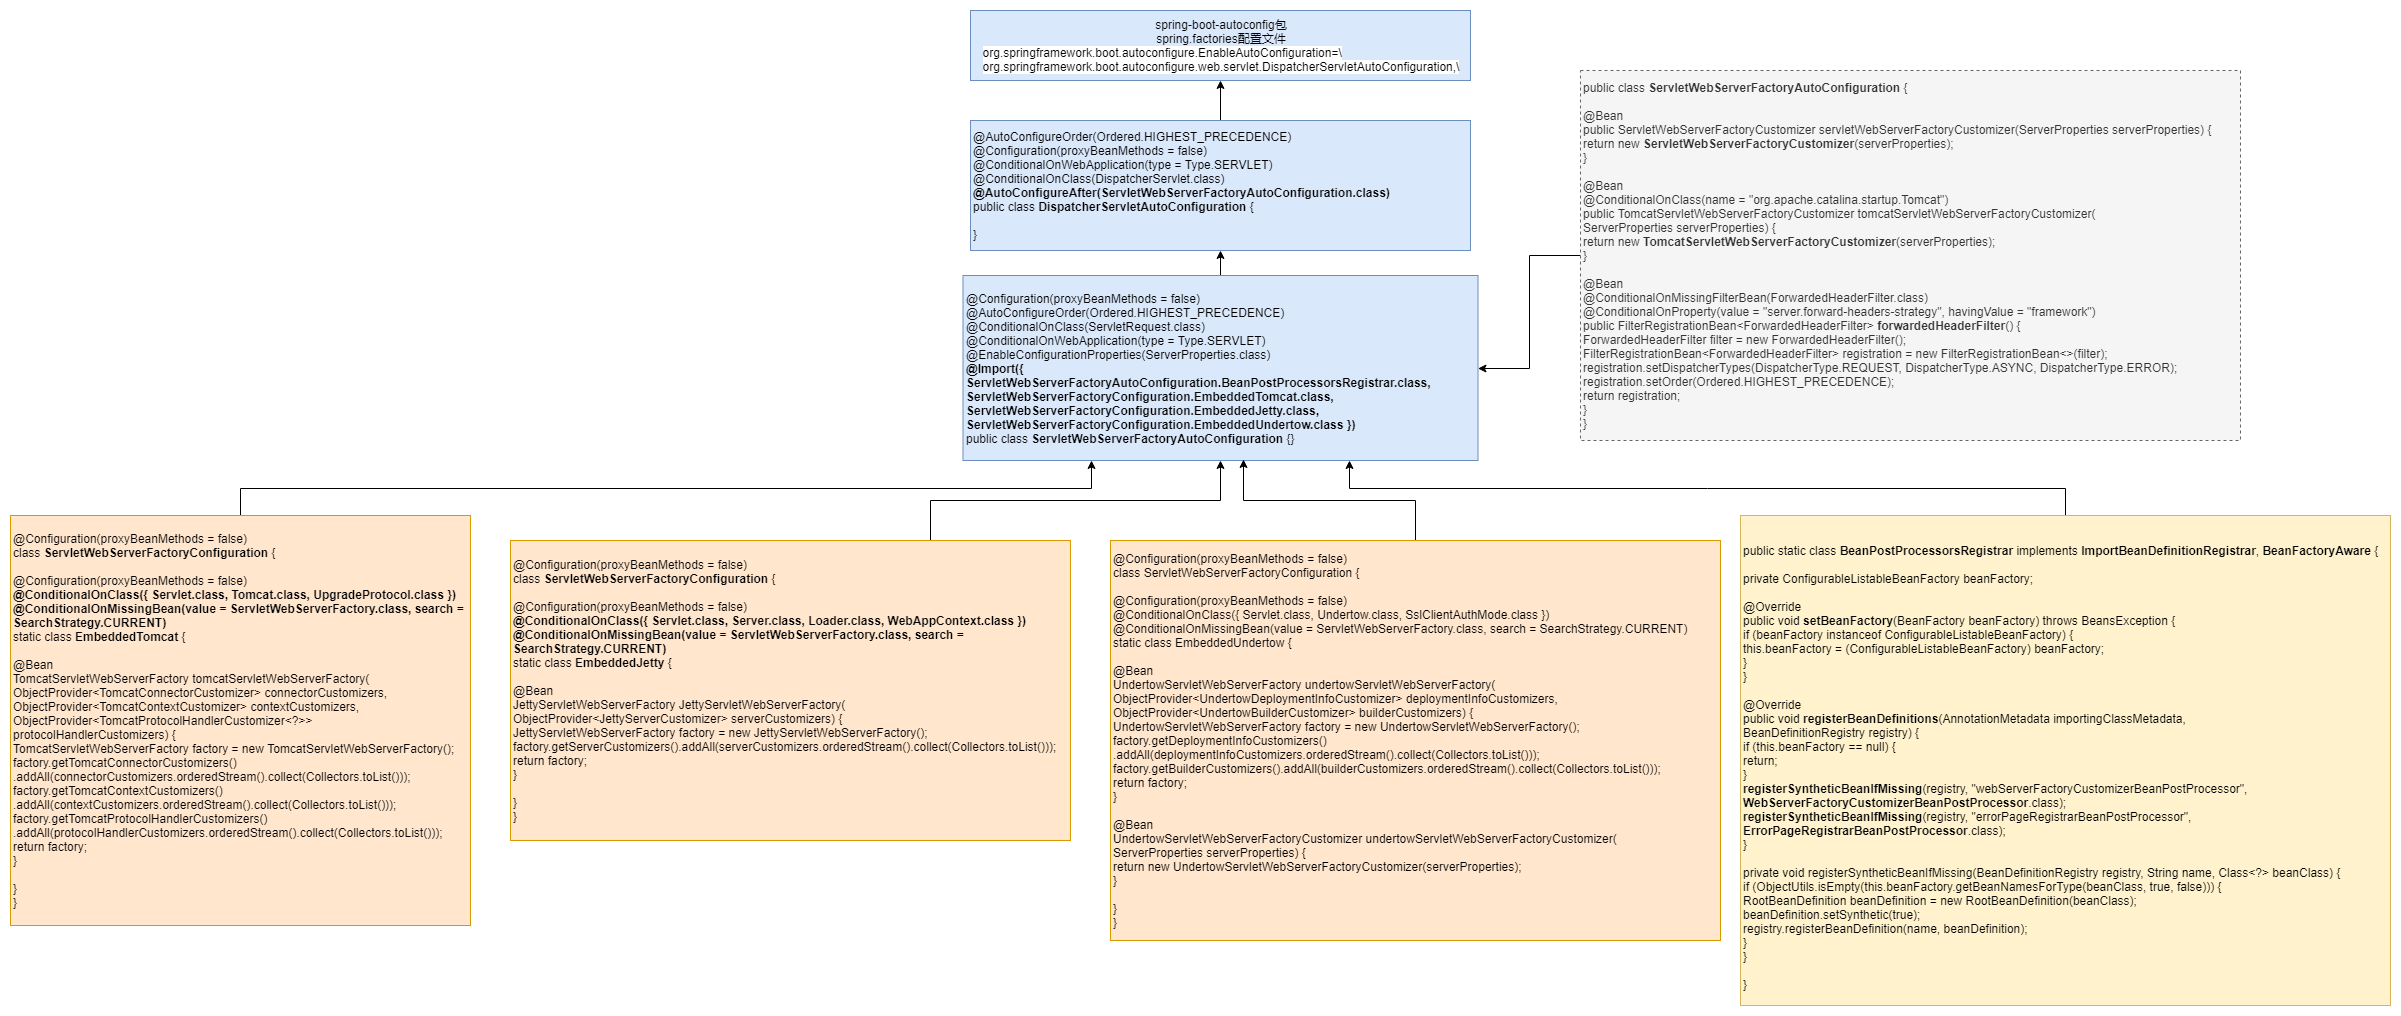 spring-boot-autoconfig包
spring.factories配置文件
org.springframework.boot.autoconfigure.EnableAutoConfiguration=\
org.springframework.boot.autoconfigure.web.servlet.DispatcherServletAutoConfiguration,\
@AutoConfigureOrder(Ordered.HIGHEST_PRECEDENCE)
@Configuration(proxyBeanMethods = false)
@ConditionalOnWebApplication(type = Type.SERVLET)
@ConditionalOnClass(DispatcherServlet.class)
@AutoConfigureAfter(ServletWebServerFactoryAutoConfiguration.class)
public class DispatcherServletAutoConfiguration {
}
@Configuration(proxyBeanMethods = false)
@AutoConfigureOrder(Ordered.HIGHEST_PRECEDENCE)
@ConditionalOnClass(ServletRequest.class)
@ConditionalOnWebApplication(type = Type.SERVLET)
@EnableConfigurationProperties(ServerProperties.class)
@Import({
ServletWebServerFactoryAutoConfiguration.BeanPostProcessorsRegistrar.class,
ServletWebServerFactoryConfiguration.EmbeddedTomcat.class,
ServletWebServerFactoryConfiguration.EmbeddedJetty.class,
ServletWebServerFactoryConfiguration.EmbeddedUndertow.class })
public class ServletWebServerFactoryAutoConfiguration {}
public class ServletWebServerFactoryAutoConfiguration {
@Bean
public ServletWebServerFactoryCustomizer servletWebServerFactoryCustomizer(ServerProperties serverProperties) {
return new ServletWebServerFactoryCustomizer(serverProperties);
}
@Bean
@ConditionalOnClass(name = "org.apache.catalina.startup.Tomcat")
public TomcatServletWebServerFactoryCustomizer tomcatServletWebServerFactoryCustomizer(
ServerProperties serverProperties) {
return new TomcatServletWebServerFactoryCustomizer(serverProperties);
}
@Bean
@ConditionalOnMissingFilterBean(ForwardedHeaderFilter.class)
@ConditionalOnProperty(value = "server.forward-headers-strategy", havingValue = "framework")
public FilterRegistrationBean<ForwardedHeaderFilter> forwardedHeaderFilter() {
ForwardedHeaderFilter filter = new ForwardedHeaderFilter();
FilterRegistrationBean<ForwardedHeaderFilter> registration = new FilterRegistrationBean<>(filter);
registration.setDispatcherTypes(DispatcherType.REQUEST, DispatcherType.ASYNC, DispatcherType.ERROR);
registration.setOrder(Ordered.HIGHEST_PRECEDENCE);
return registration;
}
}
@Configuration(proxyBeanMethods = false)
class ServletWebServerFactoryConfiguration {
@Configuration(proxyBeanMethods = false)
@ConditionalOnClass({ Servlet.class, Tomcat.class, UpgradeProtocol.class })
@ConditionalOnMissingBean(value = ServletWebServerFactory.class, search =
SearchStrategy.CURRENT)
static class EmbeddedTomcat {
@Bean
TomcatServletWebServerFactory tomcatServletWebServerFactory(
ObjectProvider<TomcatConnectorCustomizer> connectorCustomizers,
ObjectProvider<TomcatContextCustomizer> contextCustomizers,
ObjectProvider<TomcatProtocolHandlerCustomizer<?>>
protocolHandlerCustomizers) {
TomcatServletWebServerFactory factory = new TomcatServletWebServerFactory();
factory.getTomcatConnectorCustomizers()
.addAll(connectorCustomizers.orderedStream().collect(Collectors.toList()));
factory.getTomcatContextCustomizers()
.addAll(contextCustomizers.orderedStream().collect(Collectors.toList()));
factory.getTomcatProtocolHandlerCustomizers()
.addAll(protocolHandlerCustomizers.orderedStream().collect(Collectors.toList()));
return factory;
}
}
}
@Configuration(proxyBeanMethods = false)
class ServletWebServerFactoryConfiguration {
@Configuration(proxyBeanMethods = false)
@ConditionalOnClass({ Servlet.class, Server.class, Loader.class, WebAppContext.class })
@ConditionalOnMissingBean(value = ServletWebServerFactory.class, search =
SearchStrategy.CURRENT)
static class EmbeddedJetty {
@Bean
JettyServletWebServerFactory JettyServletWebServerFactory(
ObjectProvider<JettyServerCustomizer> serverCustomizers) {
JettyServletWebServerFactory factory = new JettyServletWebServerFactory();
factory.getServerCustomizers().addAll(serverCustomizers.orderedStream().collect(Collectors.toList()));
return factory;
}
}
}
@Configuration(proxyBeanMethods = false)
class ServletWebServerFactoryConfiguration {
@Configuration(proxyBeanMethods = false)
@ConditionalOnClass({ Servlet.class, Undertow.class, SslClientAuthMode.class })
@ConditionalOnMissingBean(value = ServletWebServerFactory.class, search = SearchStrategy.CURRENT)
static class EmbeddedUndertow {
@Bean
UndertowServletWebServerFactory undertowServletWebServerFactory(
ObjectProvider<UndertowDeploymentInfoCustomizer> deploymentInfoCustomizers,
ObjectProvider<UndertowBuilderCustomizer> builderCustomizers) {
UndertowServletWebServerFactory factory = new UndertowServletWebServerFactory();
factory.getDeploymentInfoCustomizers()
.addAll(deploymentInfoCustomizers.orderedStream().collect(Collectors.toList()));
factory.getBuilderCustomizers().addAll(builderCustomizers.orderedStream().collect(Collectors.toList()));
return factory;
}
@Bean
UndertowServletWebServerFactoryCustomizer undertowServletWebServerFactoryCustomizer(
ServerProperties serverProperties) {
return new UndertowServletWebServerFactoryCustomizer(serverProperties);
}
}
}
public static class BeanPostProcessorsRegistrar implements ImportBeanDefinitionRegistrar, BeanFactoryAware {
private ConfigurableListableBeanFactory beanFactory;
@Override
public void setBeanFactory(BeanFactory beanFactory) throws BeansException {
if (beanFactory instanceof ConfigurableListableBeanFactory) {
this.beanFactory = (ConfigurableListableBeanFactory) beanFactory;
}
}
@Override
public void registerBeanDefinitions(AnnotationMetadata importingClassMetadata,
BeanDefinitionRegistry registry) {
if (this.beanFactory == null) {
return;
}
registerSyntheticBeanIfMissing(registry, "webServerFactoryCustomizerBeanPostProcessor",
WebServerFactoryCustomizerBeanPostProcessor.class);
registerSyntheticBeanIfMissing(registry, "errorPageRegistrarBeanPostProcessor",
ErrorPageRegistrarBeanPostProcessor.class);
}
private void registerSyntheticBeanIfMissing(BeanDefinitionRegistry registry, String name, Class<?> beanClass) {
if (ObjectUtils.isEmpty(this.beanFactory.getBeanNamesForType(beanClass, true, false))) {
RootBeanDefinition beanDefinition = new RootBeanDefinition(beanClass);
beanDefinition.setSynthetic(true);
registry.registerBeanDefinition(name, beanDefinition);
}
}
}